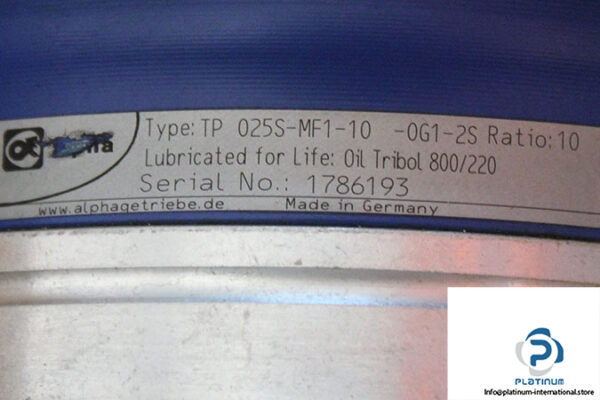 Type: TP 025S-MF1-10 -0G1-2S Ratio: 10
Lubricated for Life: Oil Tribol 800/220
Serial No.: 1786193
www.alphagetriebe.de Made in Germany
PLATINUM
Info@platinum-international.store